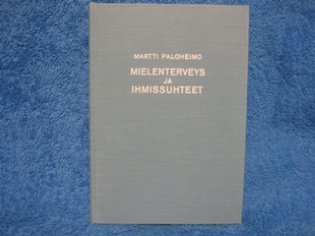 MARTTI PALOHEIMO
MIELENTERVEYS
JA
IHMISSUHTEET